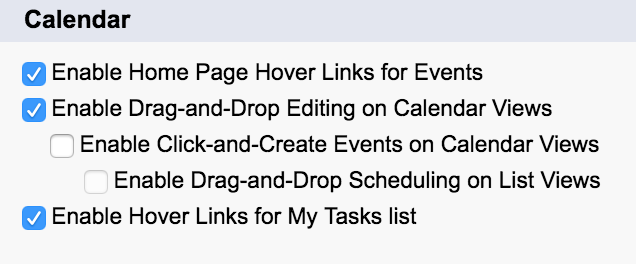 Calendar
Enable Home Page Hover Links for Events
Enable Drag-and-Drop Editing on Calendar Views
Enable Click-and-Create Events on Calendar Views
Enable Drag-and-Drop Scheduling on List Views
Enable Hover Links for My Tasks list